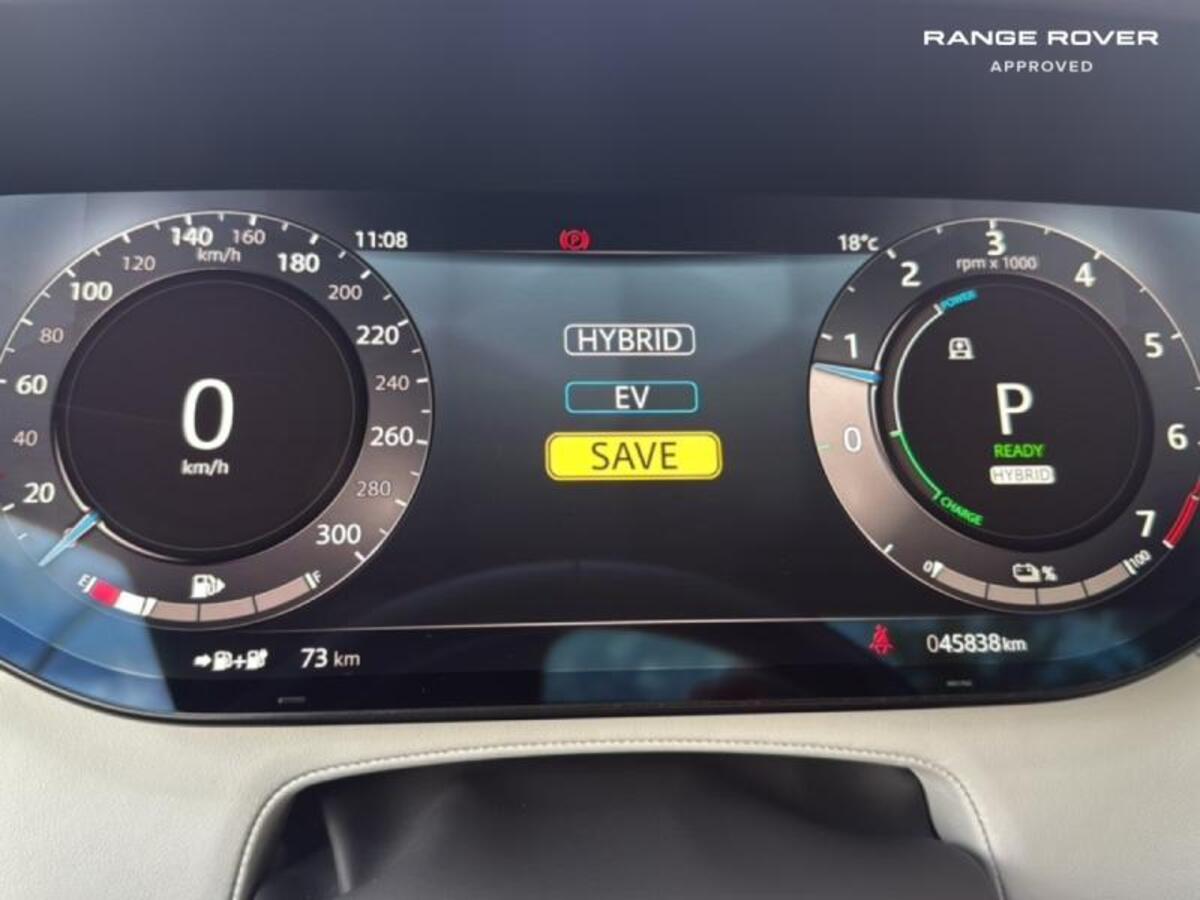 RANGE ROVER
APPROVED
11:08
18°c
140 160
km/h
120 180
100 200
80 220
60 240
40 260
20 280
300
0
km/h
E F
HYBRID
EV
SAVE
3
rpm x 1000
2 4
1 5
0 6
7
POWER
P
READY
HYBRID
CHARGE
0 % 100
+ 73 km
045838km